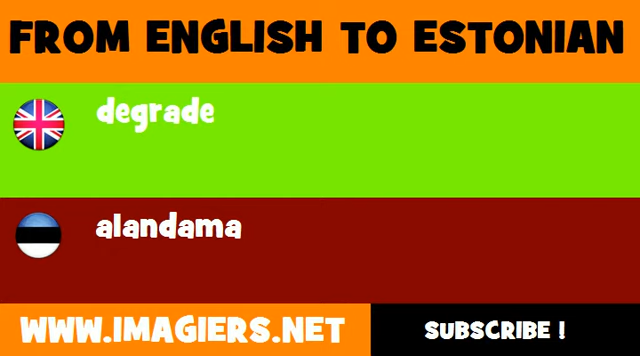 FROM ENGLISH TO ESTONIAN
degrade
alandama
WWW.IMAGIERS.NET
SUBSCRIBE !